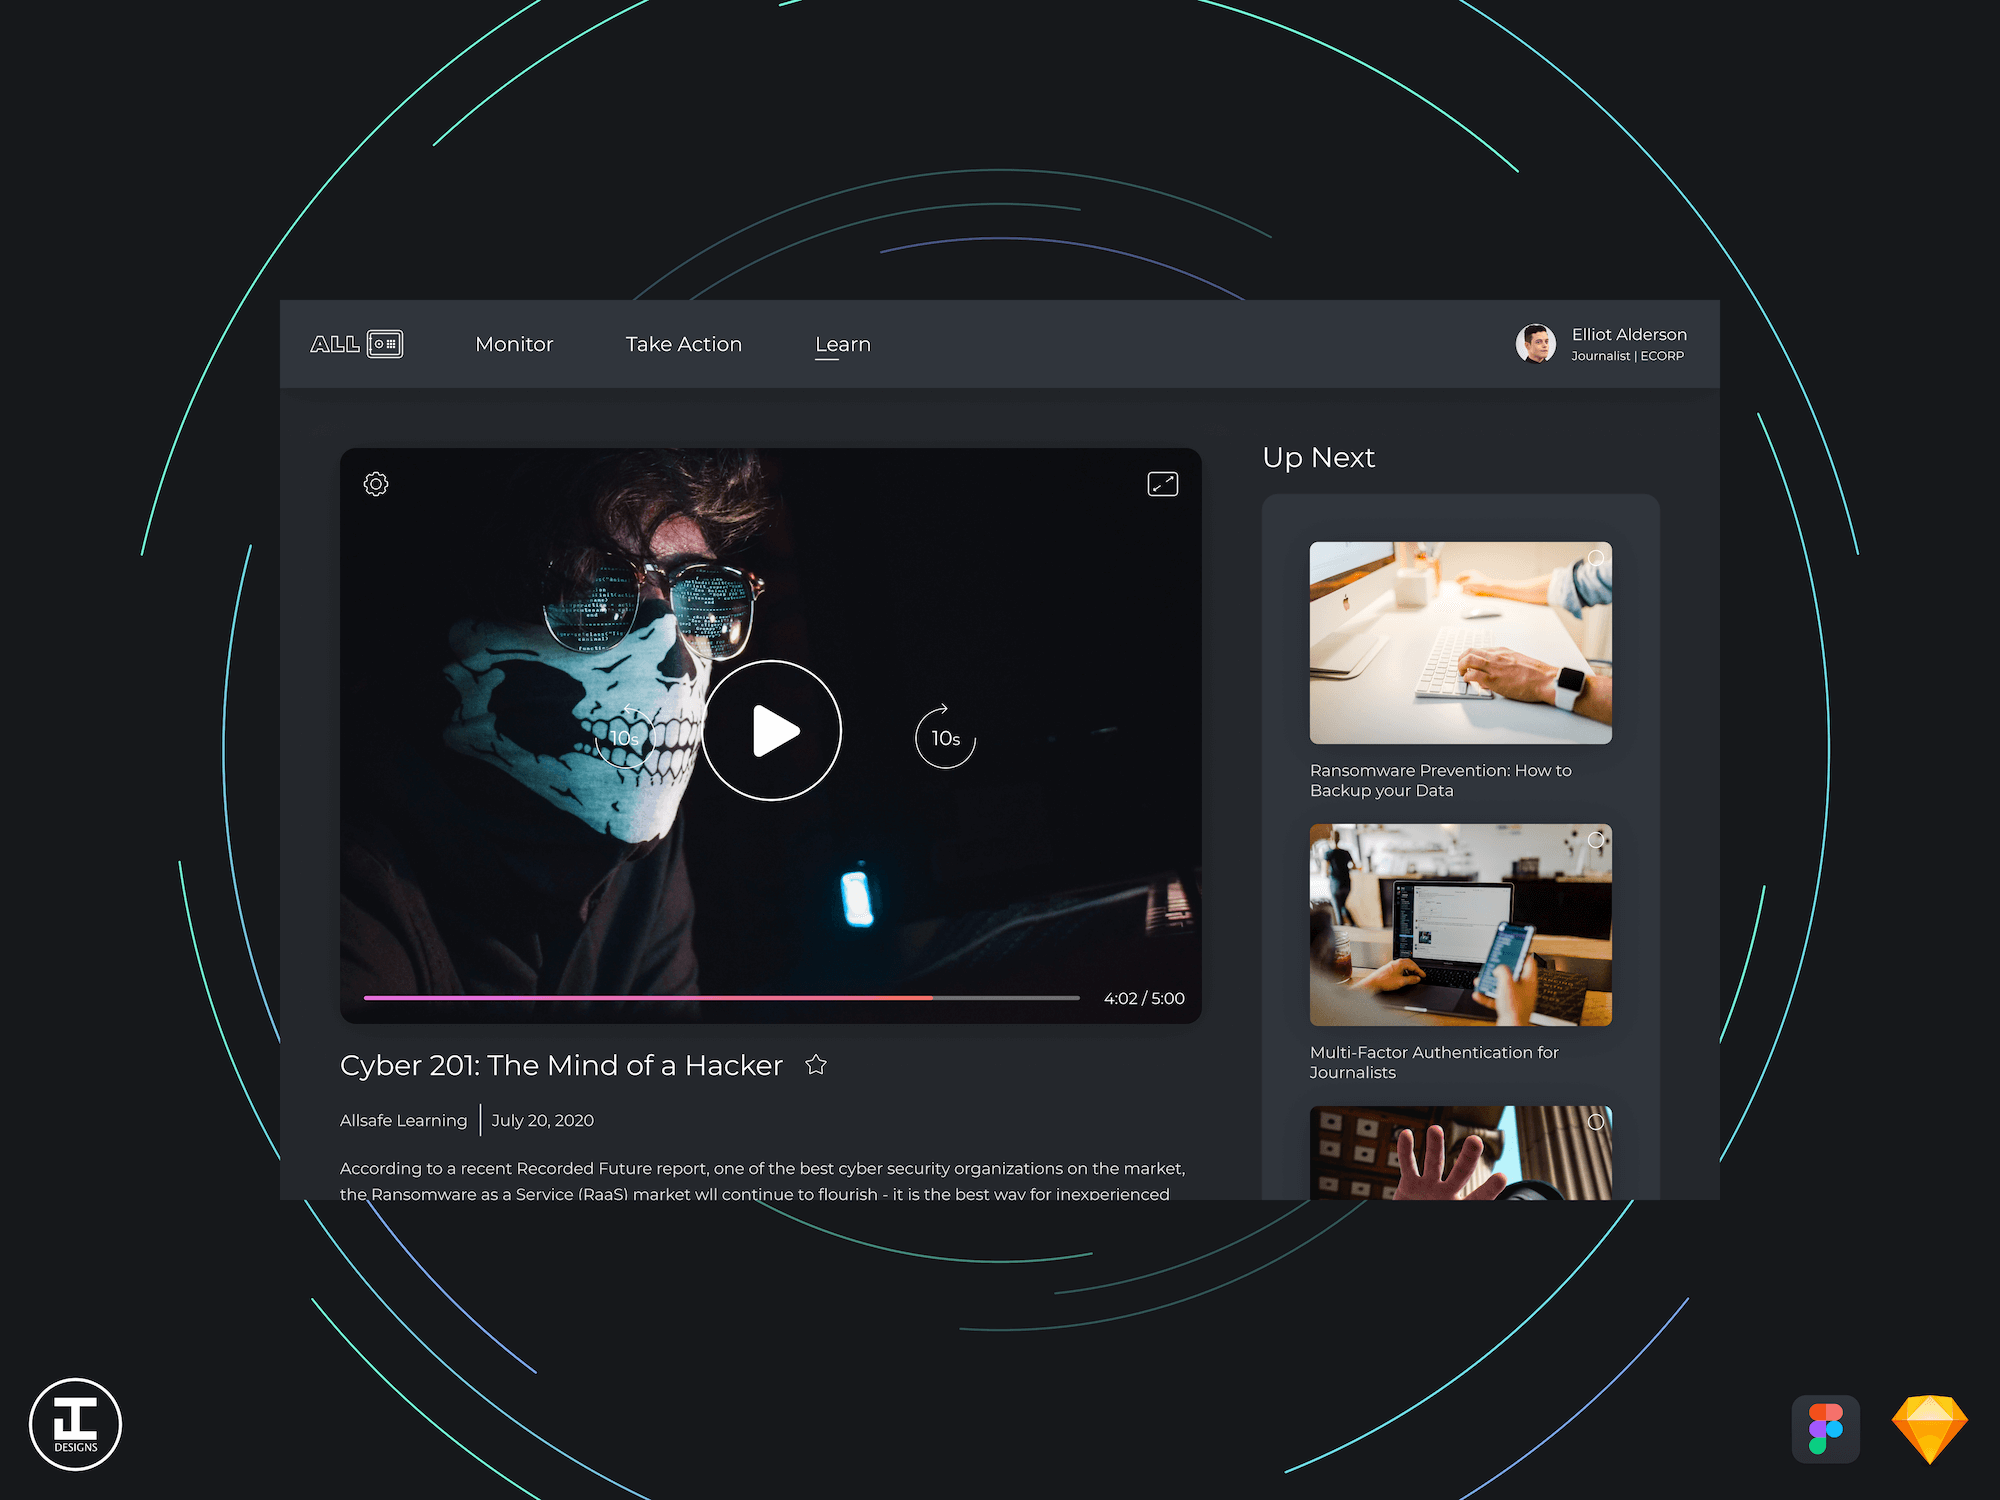 ALL
Monitor
Take Action
Learn
Elliot Alderson
Journalist | ECORP
Up Next
10s
10s
4:02 / 5:00
Ransomware Prevention: How to
Backup your Data
Multi-Factor Authentication for
Journalists
Cyber 201: The Mind of a Hacker
Allsafe Learning
July 20, 2020
According to a recent Recorded Future report, one of the best cyber security organizations on the market,
the Ransomware as a Service (RaaS) market wll continue to flourish - it is the best way for inexperienced
DESIGNS